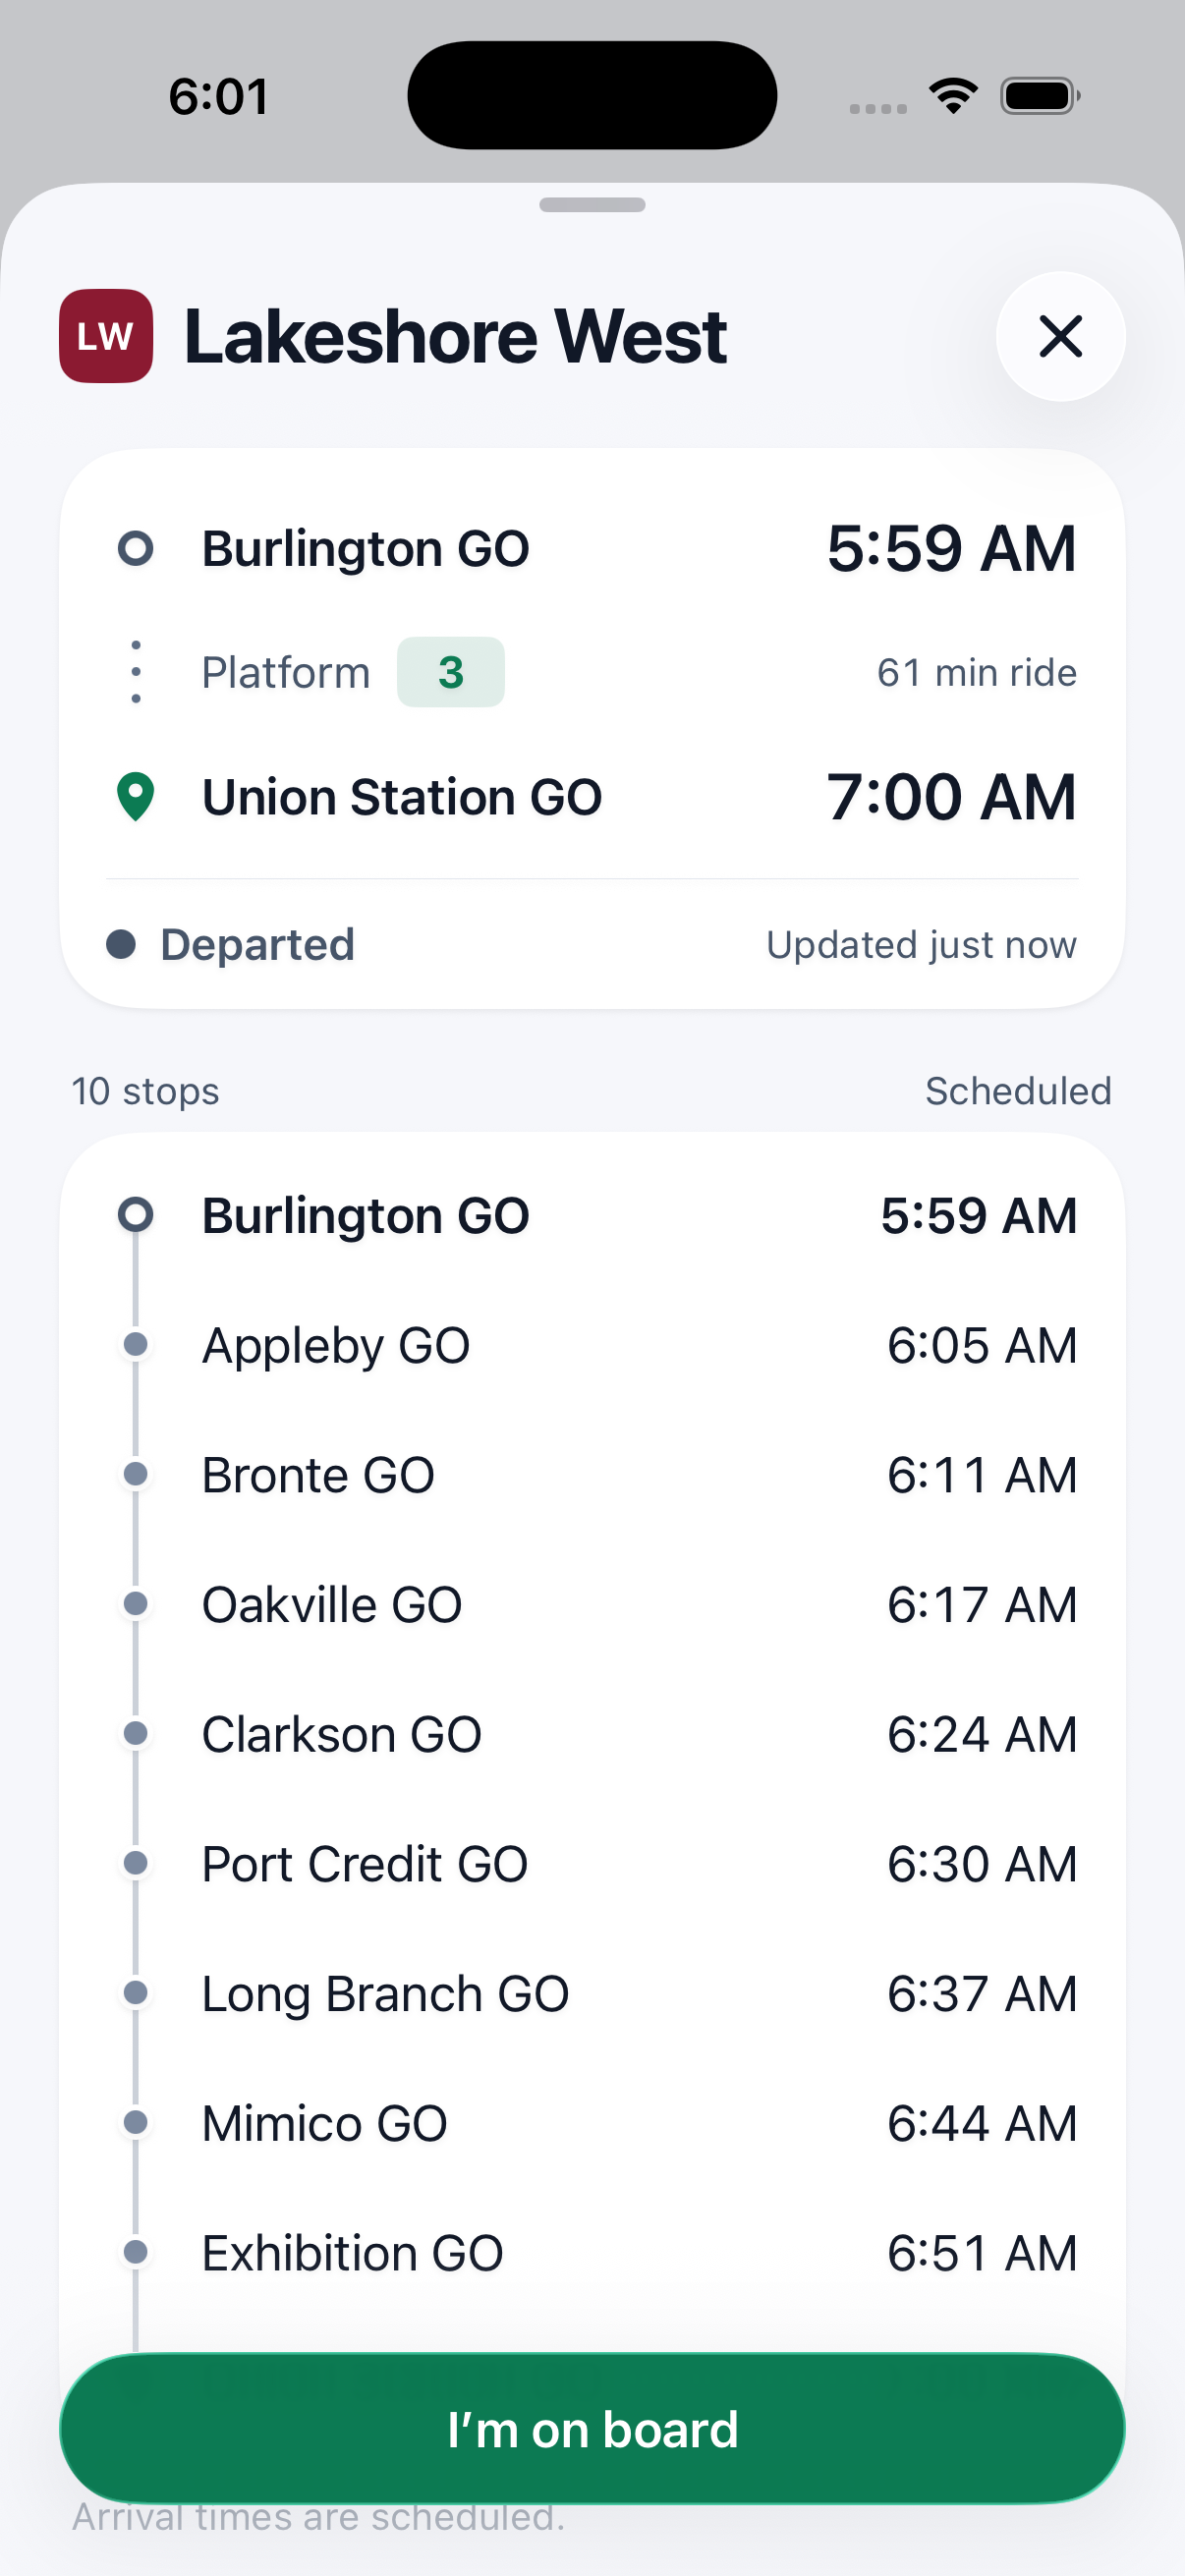 6:01
LW Lakeshore West
Burlington GO 5:59 AM
Platform 3 61 min ride
Union Station GO 7:00 AM
Departed Updated just now
10 stops Scheduled
Burlington GO 5:59 AM
Appleby GO 6:05 AM
Bronte GO 6:11 AM
Oakville GO 6:17 AM
Clarkson GO 6:24 AM
Port Credit GO 6:30 AM
Long Branch GO 6:37 AM
Mimico GO 6:44 AM
Exhibition GO 6:51 AM
I’m on board
Arrival times are scheduled.